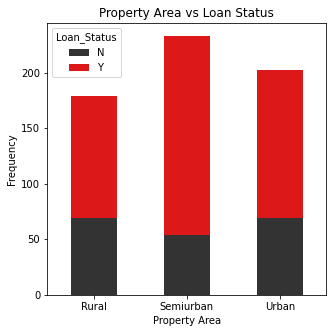 Property Area vs Loan Status
Loan_Status
N
Y
200
150
100
50
0
Frequency
Rural
Semiurban
Urban
Property Area